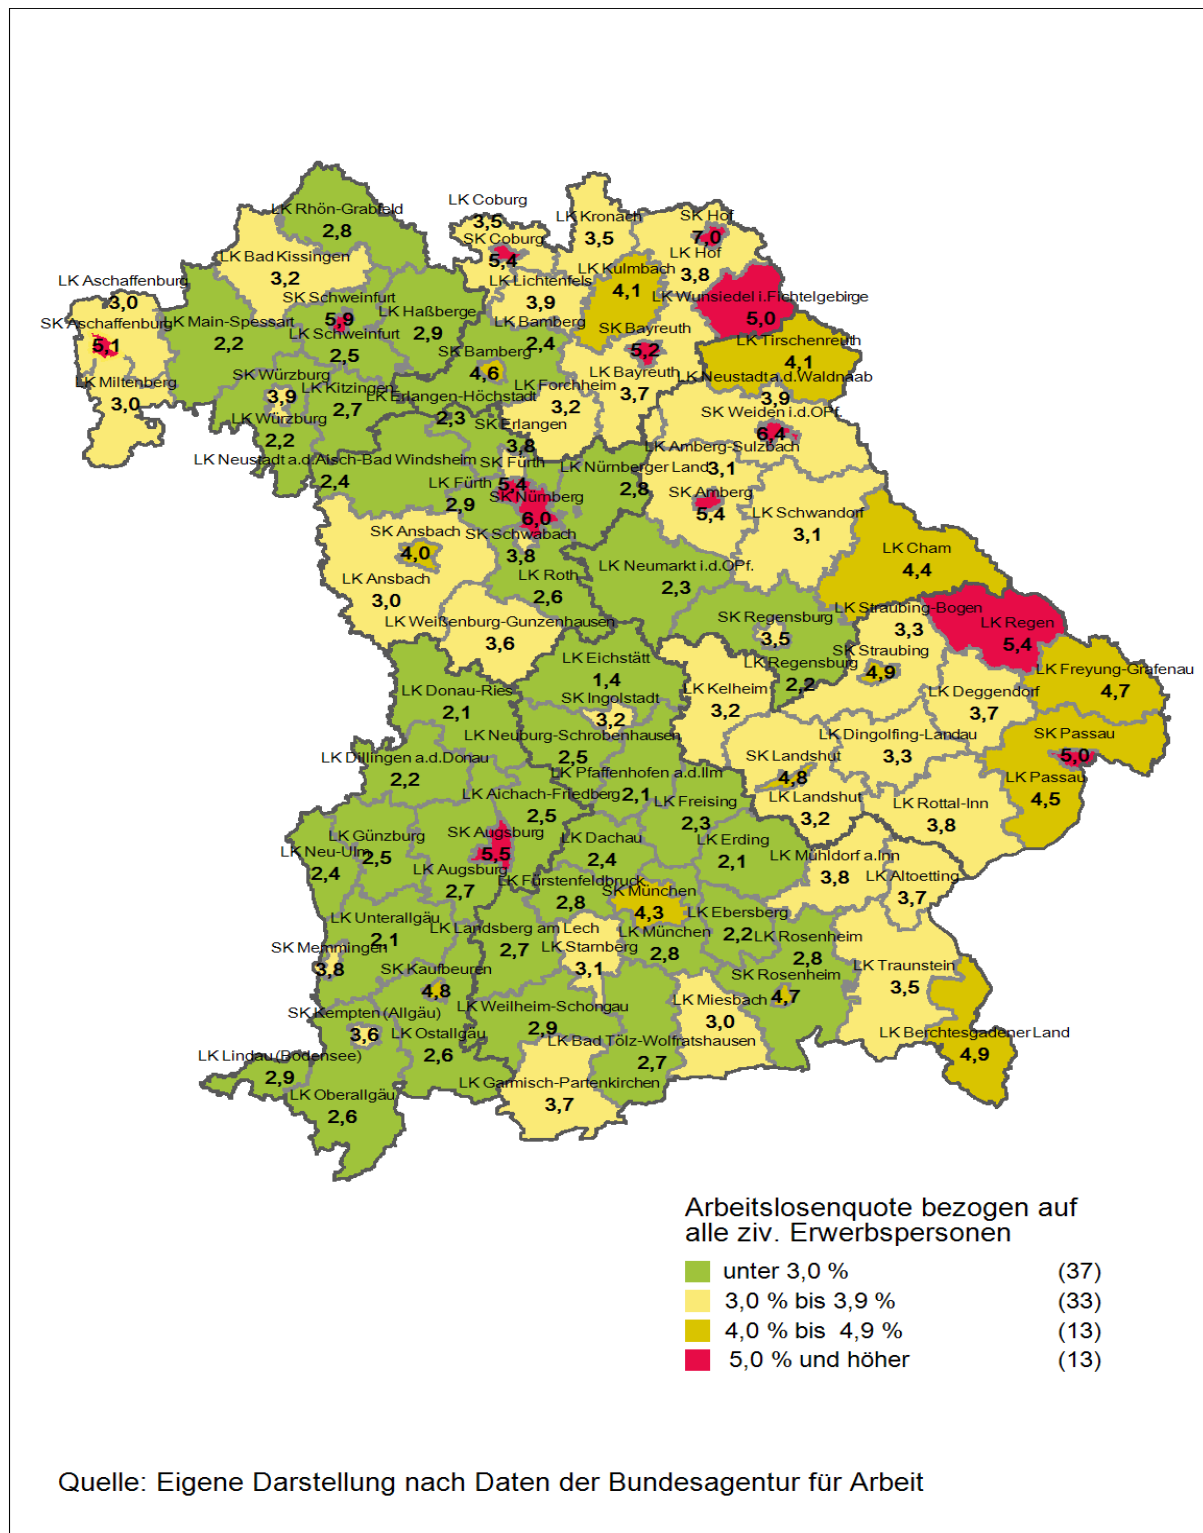 LK Rhön-Grabfeld
2,8
LK Coburg
3,5
SK Coburg
5,4
LK Kronach
3,5
SK Hof
7,0
LK Hof
3,8
LK Bad Kissingen
3,2
LK Aschaffenburg
3,0
SK Aschaffenburg
5,1
LK Main-Spessart
2,2
SK Schweinfurt
5,9
LK Schweinfurt
2,5
LK Haßberge
2,9
LK Lichtenfels
3,9
LK Kulmbach
4,1
LK Wunsiedel i.Fichtelgebirge
5,0
LK Bamberg
2,4
SK Bamberg
4,6
SK Bayreuth
5,2
LK Bayreuth
3,7
LK Tirschenreuth
4,1
LK Miltenberg
3,0
SK Würzburg
3,9
LK Würzburg
2,2
LK Kitzingen
2,7
LK Erlangen-Höchstadt
2,3
LK Forchheim
3,2
LK Neustadt a.d.Waldnaab
3,9
SK Weiden i.d.OPf.
6,4
SK Erlangen
3,8
LK Neustadt a.d.Aisch-Bad Windsheim
2,4
SK Fürth
5,4
LK Fürth
2,9
SK Nürnberg
6,0
LK Nürnberger Land
2,8
LK Amberg-Sulzbach
3,1
SK Amberg
5,4
LK Schwandorf
3,1
SK Ansbach
4,0
LK Ansbach
3,0
SK Schwabach
3,8
LK Roth
2,6
LK Neumarkt i.d.OPf.
2,3
LK Cham
4,4
LK Weißenburg-Gunzenhausen
3,6
SK Regensburg
3,5
LK Regensburg
2,2
LK Straubing-Bogen
3,3
SK Straubing
4,9
LK Regen
5,4
LK Freyung-Grafenau
4,7
LK Eichstätt
1,4
SK Ingolstadt
3,2
LK Kelheim
3,2
LK Deggendorf
3,7
LK Donau-Ries
2,1
LK Neuburg-Schrobenhausen
2,5
LK Dingolfing-Landau
3,3
SK Passau
5,0
LK Passau
4,5
LK Dillingen a.d.Donau
2,2
LK Pfaffenhofen a.d.Ilm
2,1
SK Landshut
4,8
LK Landshut
3,2
LK Rottal-Inn
3,8
LK Aichach-Friedberg
2,5
LK Freising
2,3
LK Günzburg
2,5
LK Neu-Ulm
2,4
SK Augsburg
5,5
LK Augsburg
2,7
LK Dachau
2,4
LK Erding
2,1
LK Mühldorf a.Inn
3,8
LK Altoetting
3,7
LK Fürstenfeldbruck
2,8
SK München
4,3
LK München
2,8
LK Ebersberg
2,2
LK Unterallgäu
2,1
SK Memmingen
3,8
LK Landsberg am Lech
2,7
LK Starnberg
3,1
LK Rosenheim
2,8
SK Rosenheim
4,7
LK Traunstein
3,5
SK Kaufbeuren
4,8
SK Kempten (Allgäu)
3,6
LK Ostallgäu
2,6
LK Weilheim-Schongau
2,9
LK Miesbach
3,0
LK Bad Tölz-Wolfratshausen
2,7
LK Berchtesgadener Land
4,9
LK Lindau (Bodensee)
2,9
LK Oberallgäu
2,6
LK Garmisch-Partenkirchen
3,7
Arbeitslosenquote bezogen auf
alle ziv. Erwerbspersonen
unter 3,0 % (37)
3,0 % bis 3,9 % (33)
4,0 % bis 4,9 % (13)
5,0 % und höher (13)
Quelle: Eigene Darstellung nach Daten der Bundesagentur für Arbeit